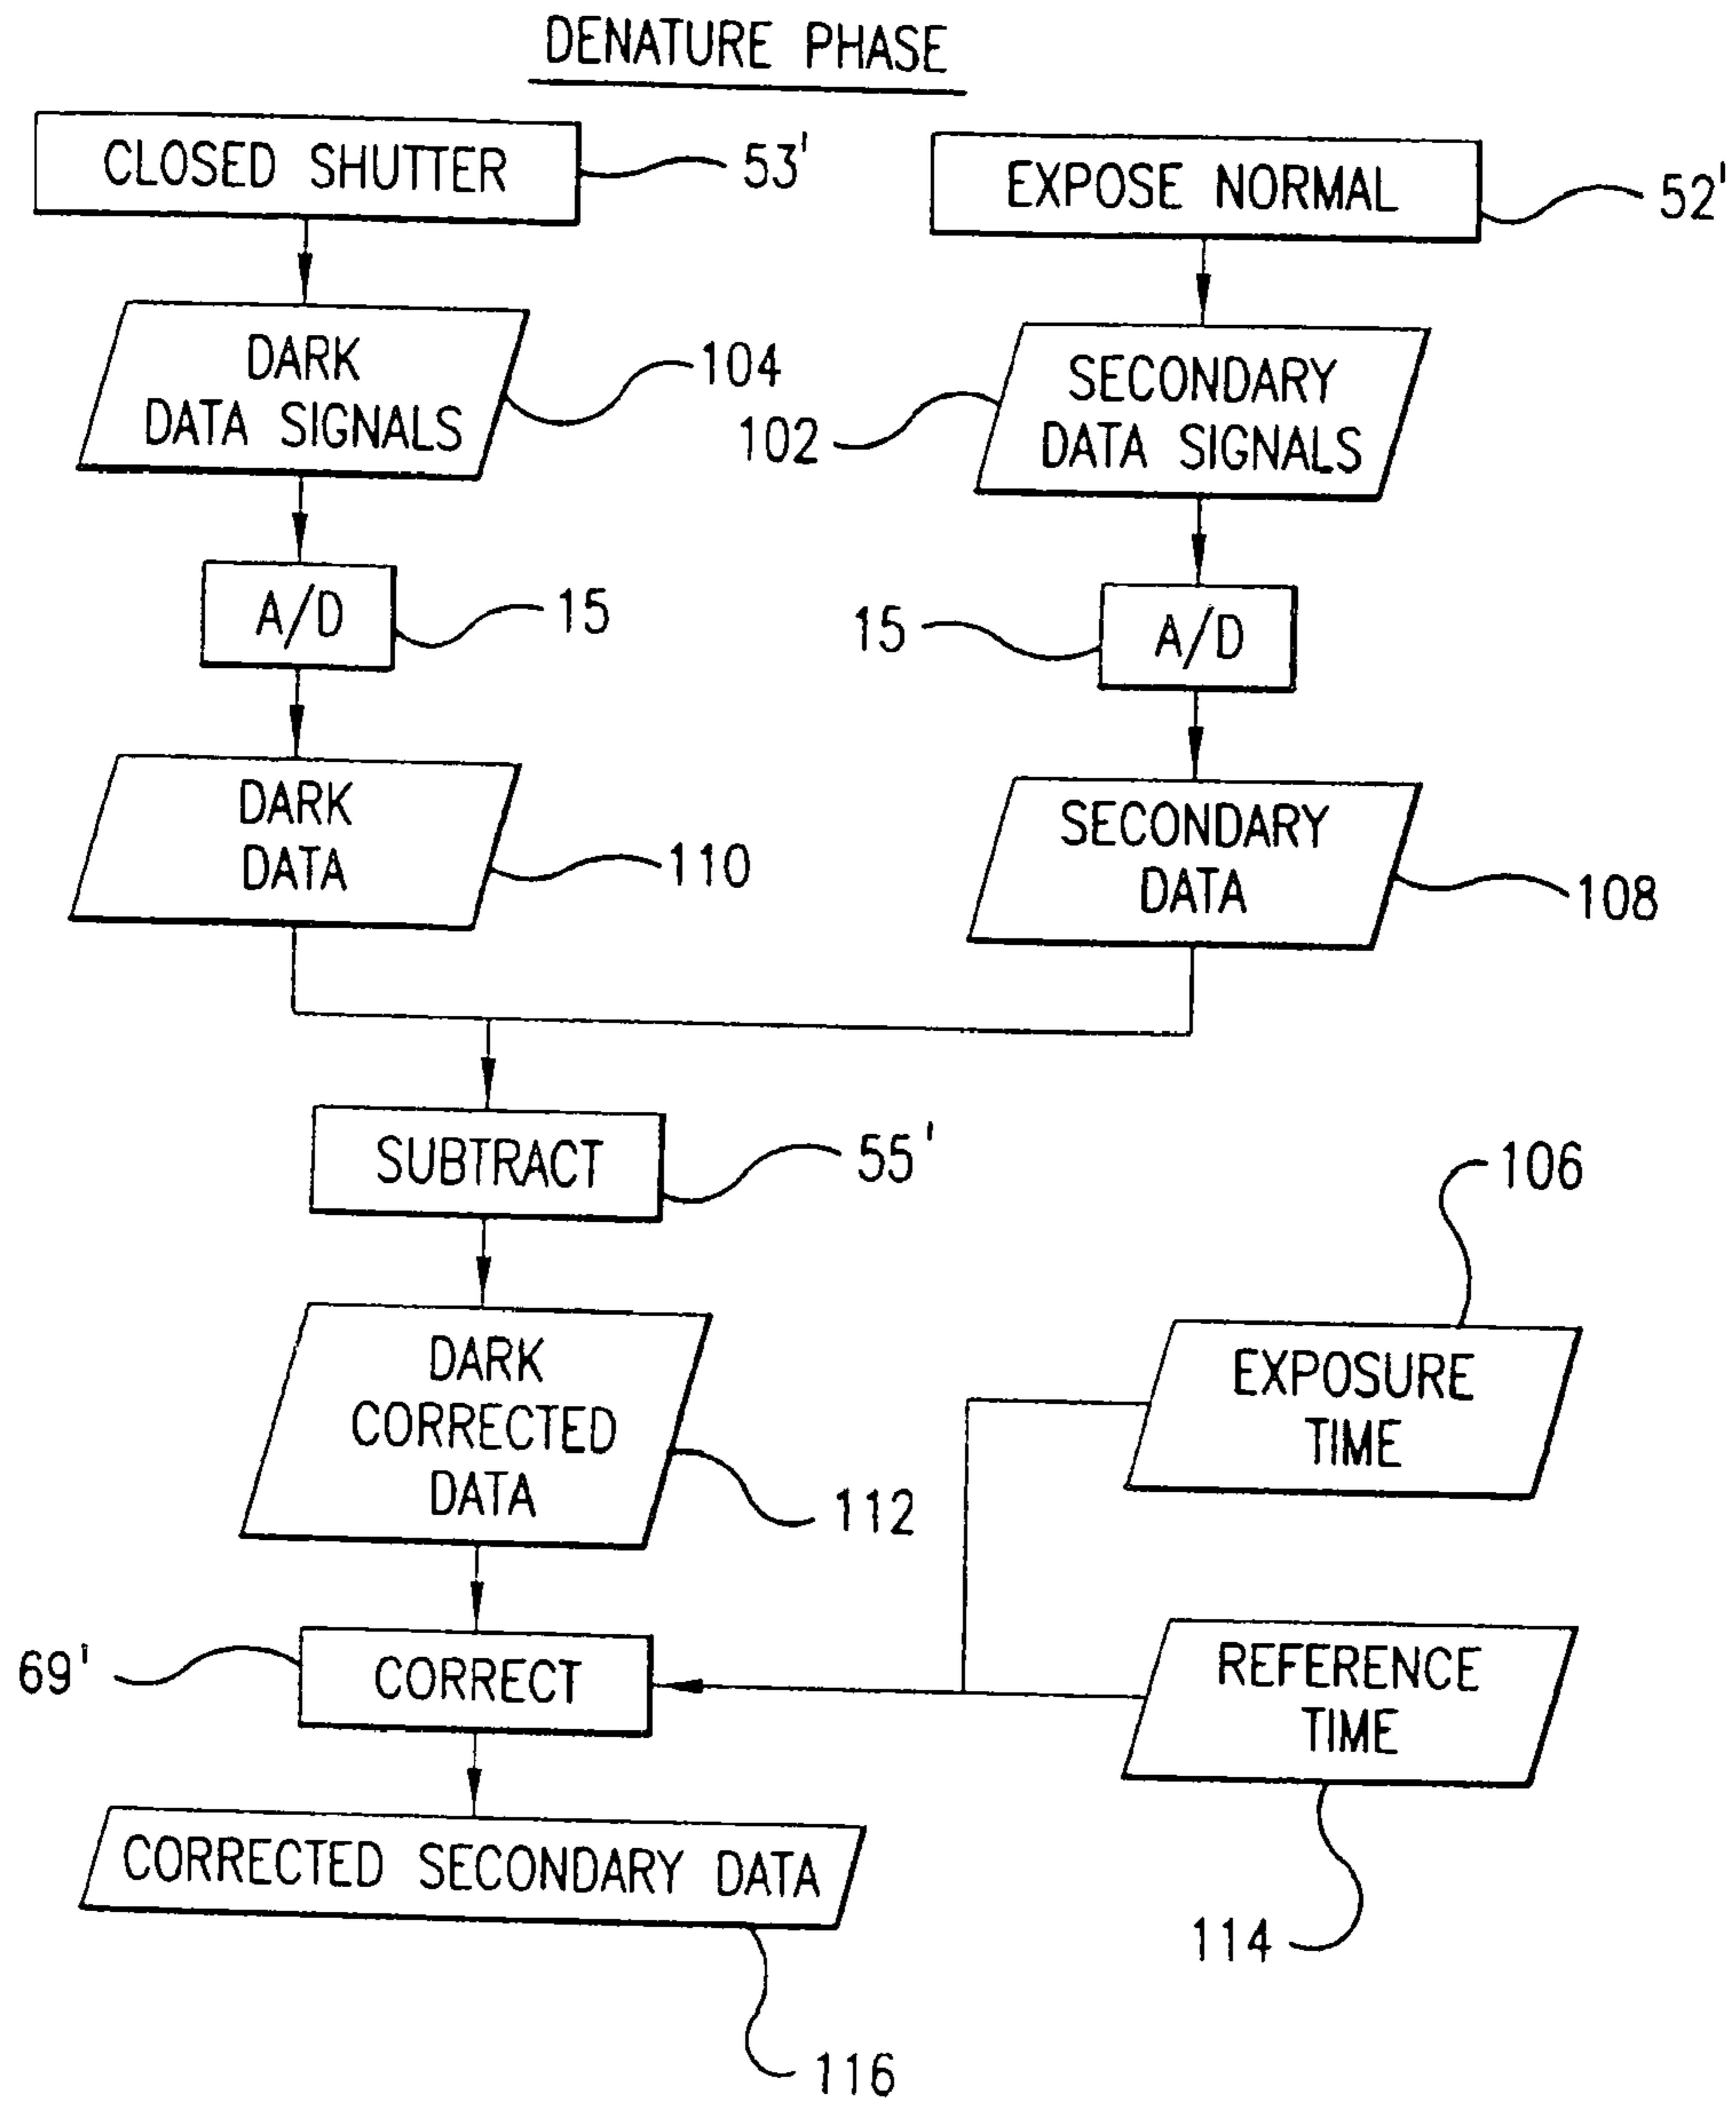 DENATURE PHASE
CLOSED SHUTTER
53'
EXPOSE NORMAL
52'
DARK
DATA SIGNALS
104
102
SECONDARY
DATA SIGNALS
A/D
15
15
A/D
DARK
DATA
110
SECONDARY
DATA
108
SUBTRACT
55'
106
DARK
CORRECTED
DATA
112
EXPOSURE
TIME
69'
CORRECT
REFERENCE
TIME
CORRECTED SECONDARY DATA
114
116